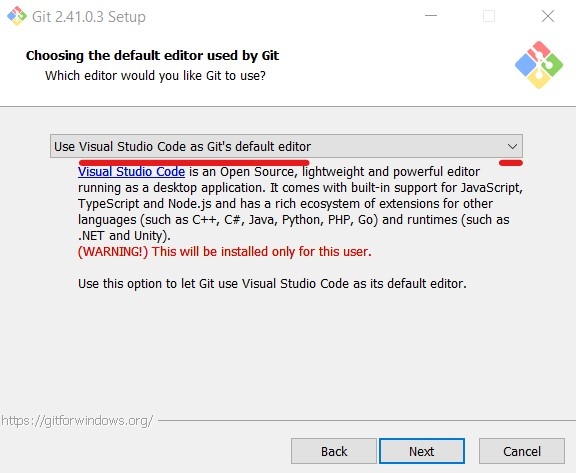 Git 2.41.0.3 Setup
Choosing the default editor used by Git
Which editor would you like Git to use?
Use Visual Studio Code as Git's default editor
Visual Studio Code is an Open Source, lightweight and powerful editor
running as a desktop application. It comes with built-in support for JavaScript,
TypeScript and Node.js and has a rich ecosystem of extensions for other
languages (such as C++, C#, Java, Python, PHP, Go) and runtimes (such as
.NET and Unity).
(WARNING!) This will be installed only for this user.
Use this option to let Git use Visual Studio Code as its default editor.
https://gitforwindows.org/
Back Next Cancel